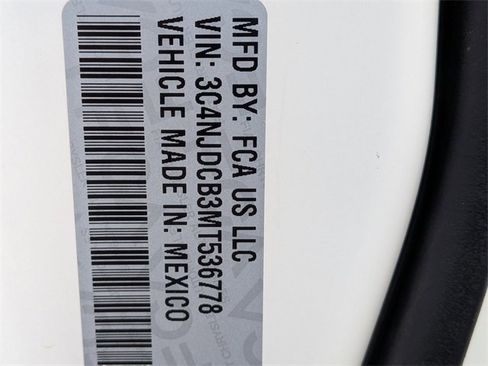 MFD BY: FCA US LLC
VIN: 3C4NJDCB3MT536778
VEHICLE MADE IN: MEXICO